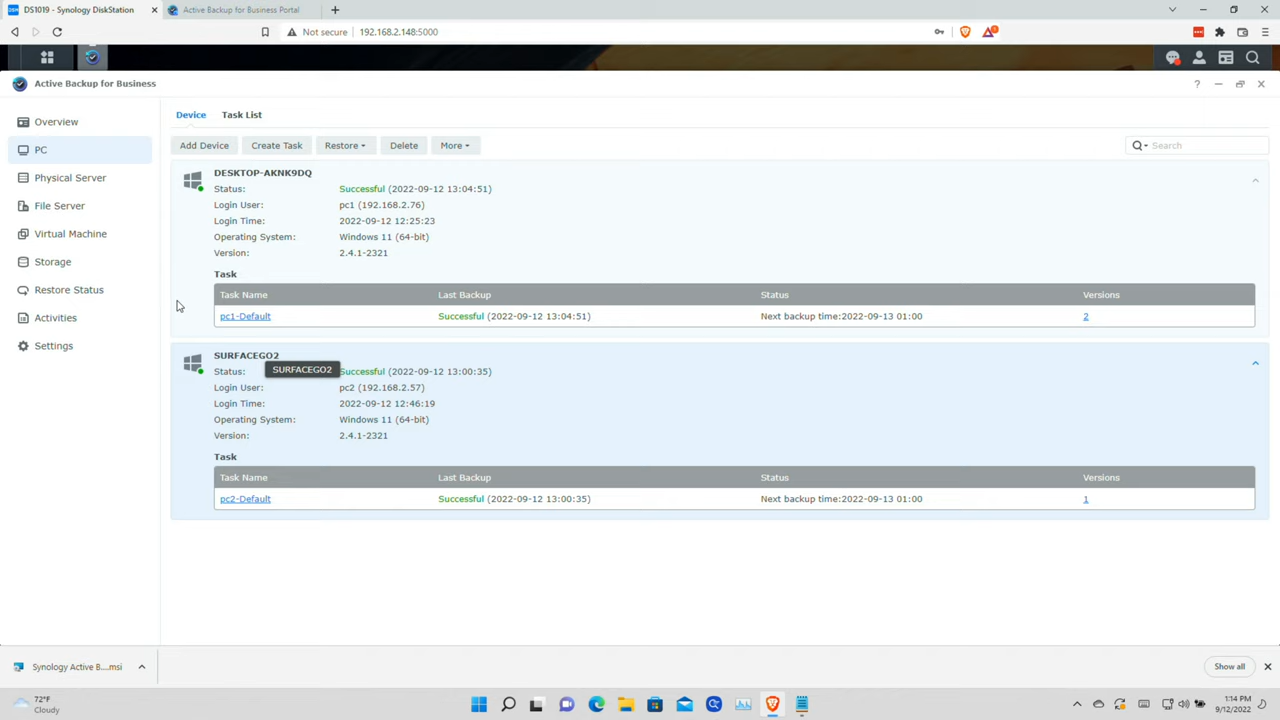 DS1019 - Synology DiskStation
Active Backup for Business Portal
Not secure
192.168.2.148:5000
Active Backup for Business
Overview
PC
Physical Server
File Server
Virtual Machine
Storage
Restore Status
Activities
Settings
Device
Task List
Add Device
Create Task
Restore
Delete
More
Search
DESKTOP-AKNK9DQ
Status: Successful (2022-09-12 13:04:51)
Login User: pc1 (192.168.2.76)
Login Time: 2022-09-12 12:25:23
Operating System: Windows 11 (64-bit)
Version: 2.4.1-2321
Task
Task Name Last Backup Status Versions
pc1-Default Successful (2022-09-12 13:04:51) Next backup time:2022-09-13 01:00 2
SURFACEGO2
SURFACEGO2
Status: Successful (2022-09-12 13:00:35)
Login User: pc2 (192.168.2.57)
Login Time: 2022-09-12 12:46:19
Operating System: Windows 11 (64-bit)
Version: 2.4.1-2321
Task
Task Name Last Backup Status Versions
pc2-Default Successful (2022-09-12 13:00:35) Next backup time:2022-09-13 01:00 1
Synology Active B....msi
Show all
72°F
Cloudy
1:14 PM
9/12/2022